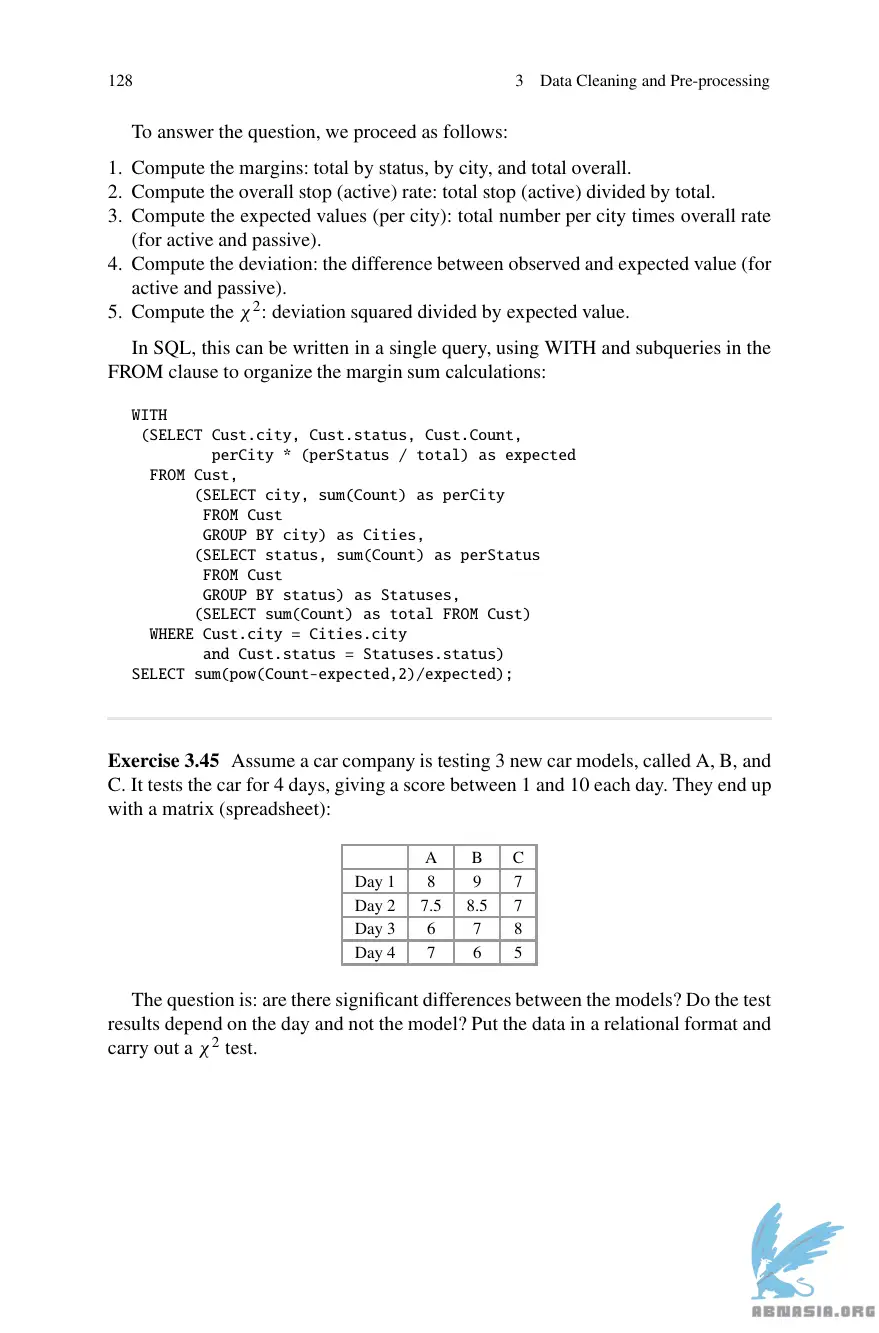 128 3 Data Cleaning and Pre-processing
To answer the question, we proceed as follows:
1. Compute the margins: total by status, by city, and total overall.
2. Compute the overall stop (active) rate: total stop (active) divided by total.
3. Compute the expected values (per city): total number per city times overall rate
(for active and passive).
4. Compute the deviation: the difference between observed and expected value (for
active and passive).
5. Compute the χ²: deviation squared divided by expected value.
In SQL, this can be written in a single query, using WITH and subqueries in the
FROM clause to organize the margin sum calculations:
WITH
(SELECT Cust.city, Cust.status, Cust.Count,
perCity * (perStatus / total) as expected
FROM Cust,
(SELECT city, sum(Count) as perCity
FROM Cust
GROUP BY city) as Cities,
(SELECT status, sum(Count) as perStatus
FROM Cust
GROUP BY status) as Statuses,
(SELECT sum(Count) as total FROM Cust)
WHERE Cust.city = Cities.city
and Cust.status = Statuses.status)
SELECT sum(pow(Count-expected,2)/expected);
Exercise 3.45 Assume a car company is testing 3 new car models, called A, B, and
C. It tests the car for 4 days, giving a score between 1 and 10 each day. They end up
with a matrix (spreadsheet):
A B C
Day 1 8 9 7
Day 2 7.5 8.5 7
Day 3 6 7 8
Day 4 7 6 5
The question is: are there significant differences between the models? Do the test
results depend on the day and not the model? Put the data in a relational format and
carry out a χ² test.
ABNASIA.ORG